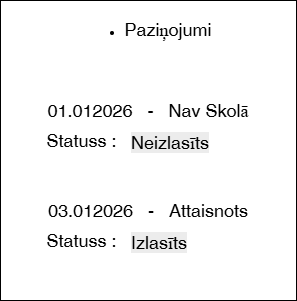 • Paziņojumi
01.012026 - Nav Skolā
Statuss : Neizlasīts
03.012026 - Attaisnots
Statuss : Izlasīts